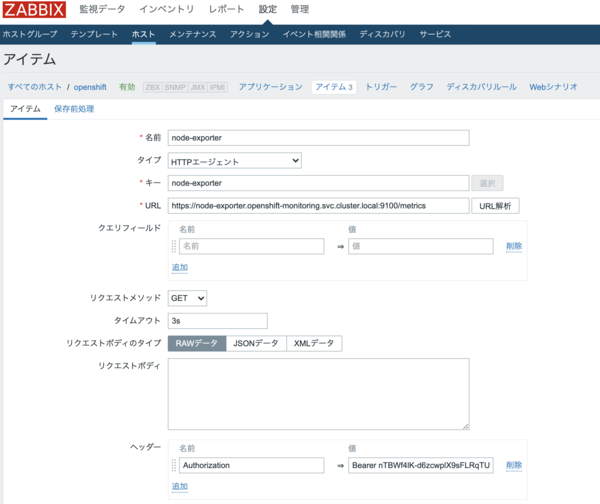 ZABBIX 監視データ インベントリ レポート 設定 管理
ホストグループ テンプレート ホスト メンテナンス アクション イベント相関関係 ディスカバリ サービス
アイテム
すべてのホスト / openshift 有効 ZBX SNMP JMX IPMI アプリケーション アイテム 3 トリガー グラフ ディスカバリルール Webシナリオ
アイテム 保存前処理
* 名前 node-exporter
タイプ HTTPエージェント
* キー node-exporter 選択
* URL https://node-exporter.openshift-monitoring.svc.cluster.local:9100/metrics URL解析
クエリフィールド 名前 値
名前 ⇒ 値 削除
追加
リクエストメソッド GET
タイムアウト 3s
リクエストボディのタイプ RAWデータ JSONデータ XMLデータ
リクエストボディ
ヘッダー 名前 値
Authorization ⇒ Bearer nTBWf4IK-d6zcwplX9sFLRqTU 削除
追加